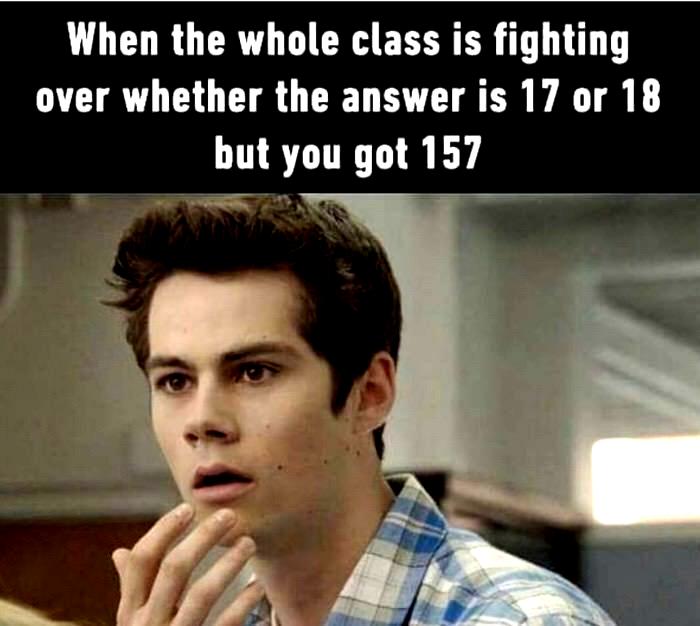 When the whole class is fighting
over whether the answer is 17 or 18
but you got 157